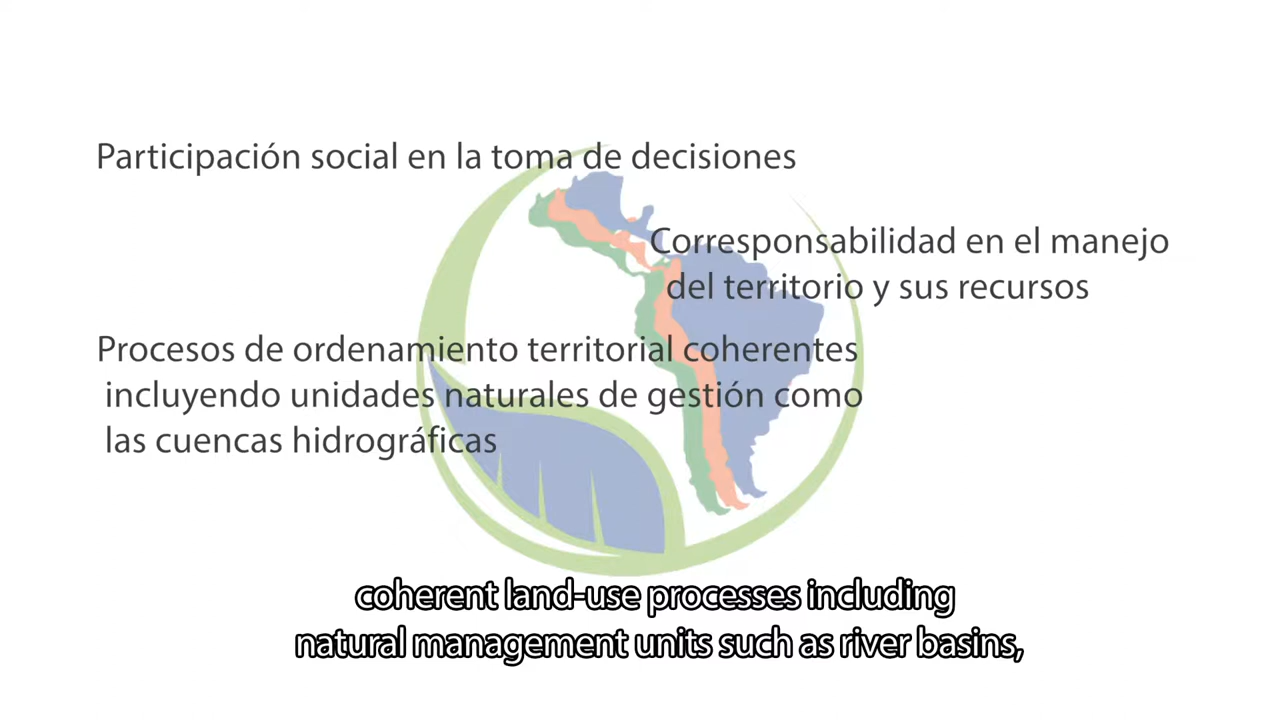 Participación social en la toma de decisiones
Corresponsabilidad en el manejo
del territorio y sus recursos
Procesos de ordenamiento territorial coherentes
incluyendo unidades naturales de gestión como
las cuencas hidrográficas
coherent land-use processes including
natural management units such as river basins,